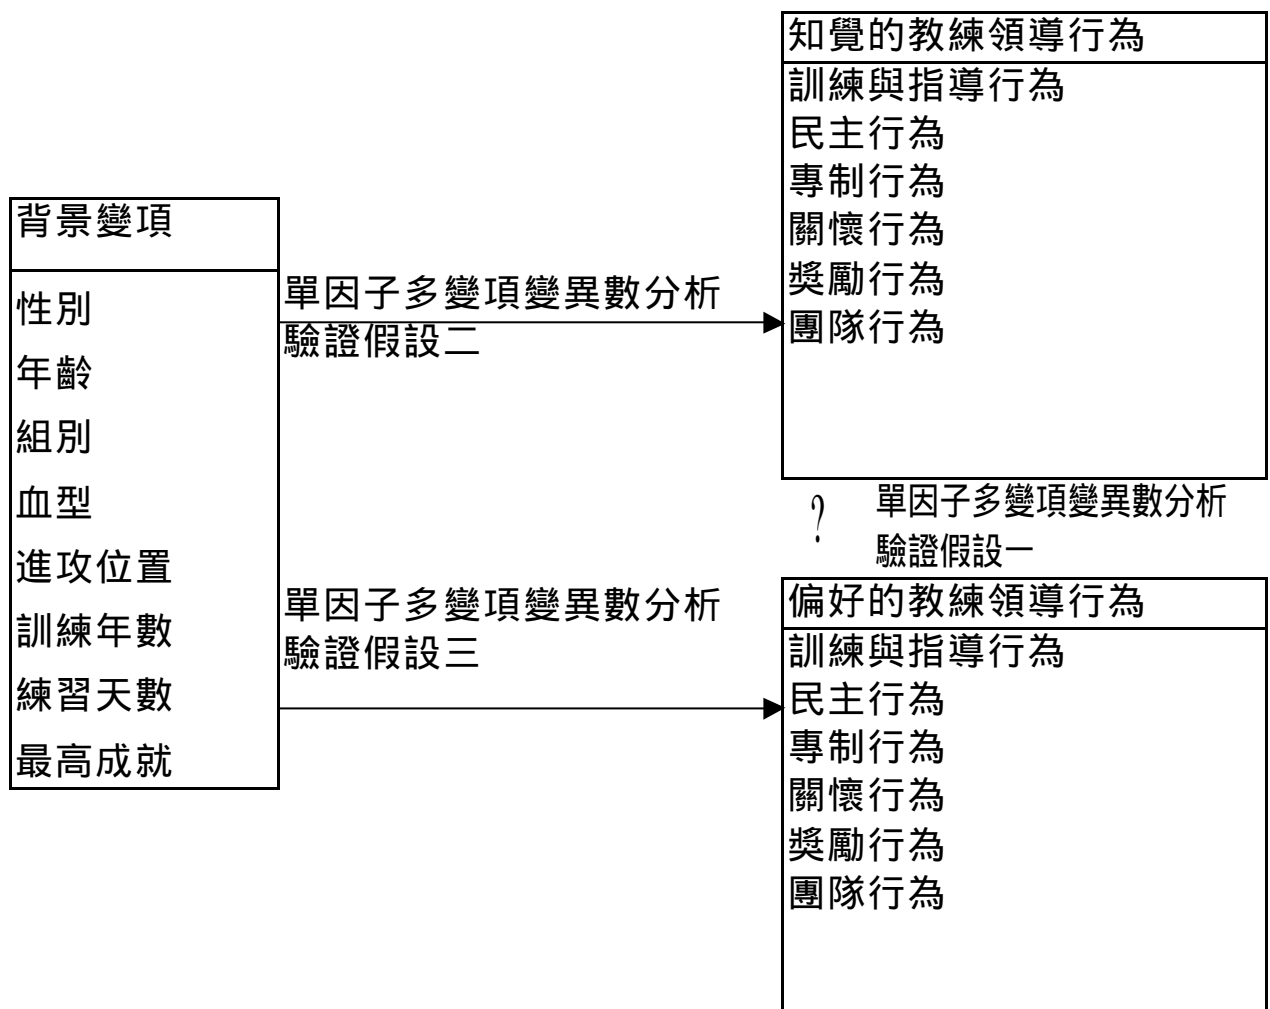 背景變項
性別
年齡
組別
血型
進攻位置
訓練年數
練習天數
最高成就
單因子多變項變異數分析
驗證假設二
單因子多變項變異數分析
驗證假設三
知覺的教練領導行為
訓練與指導行為
民主行為
專制行為
關懷行為
獎勵行為
團隊行為
?
單因子多變項變異數分析
驗證假設一
偏好的教練領導行為
訓練與指導行為
民主行為
專制行為
關懷行為
獎勵行為
團隊行為